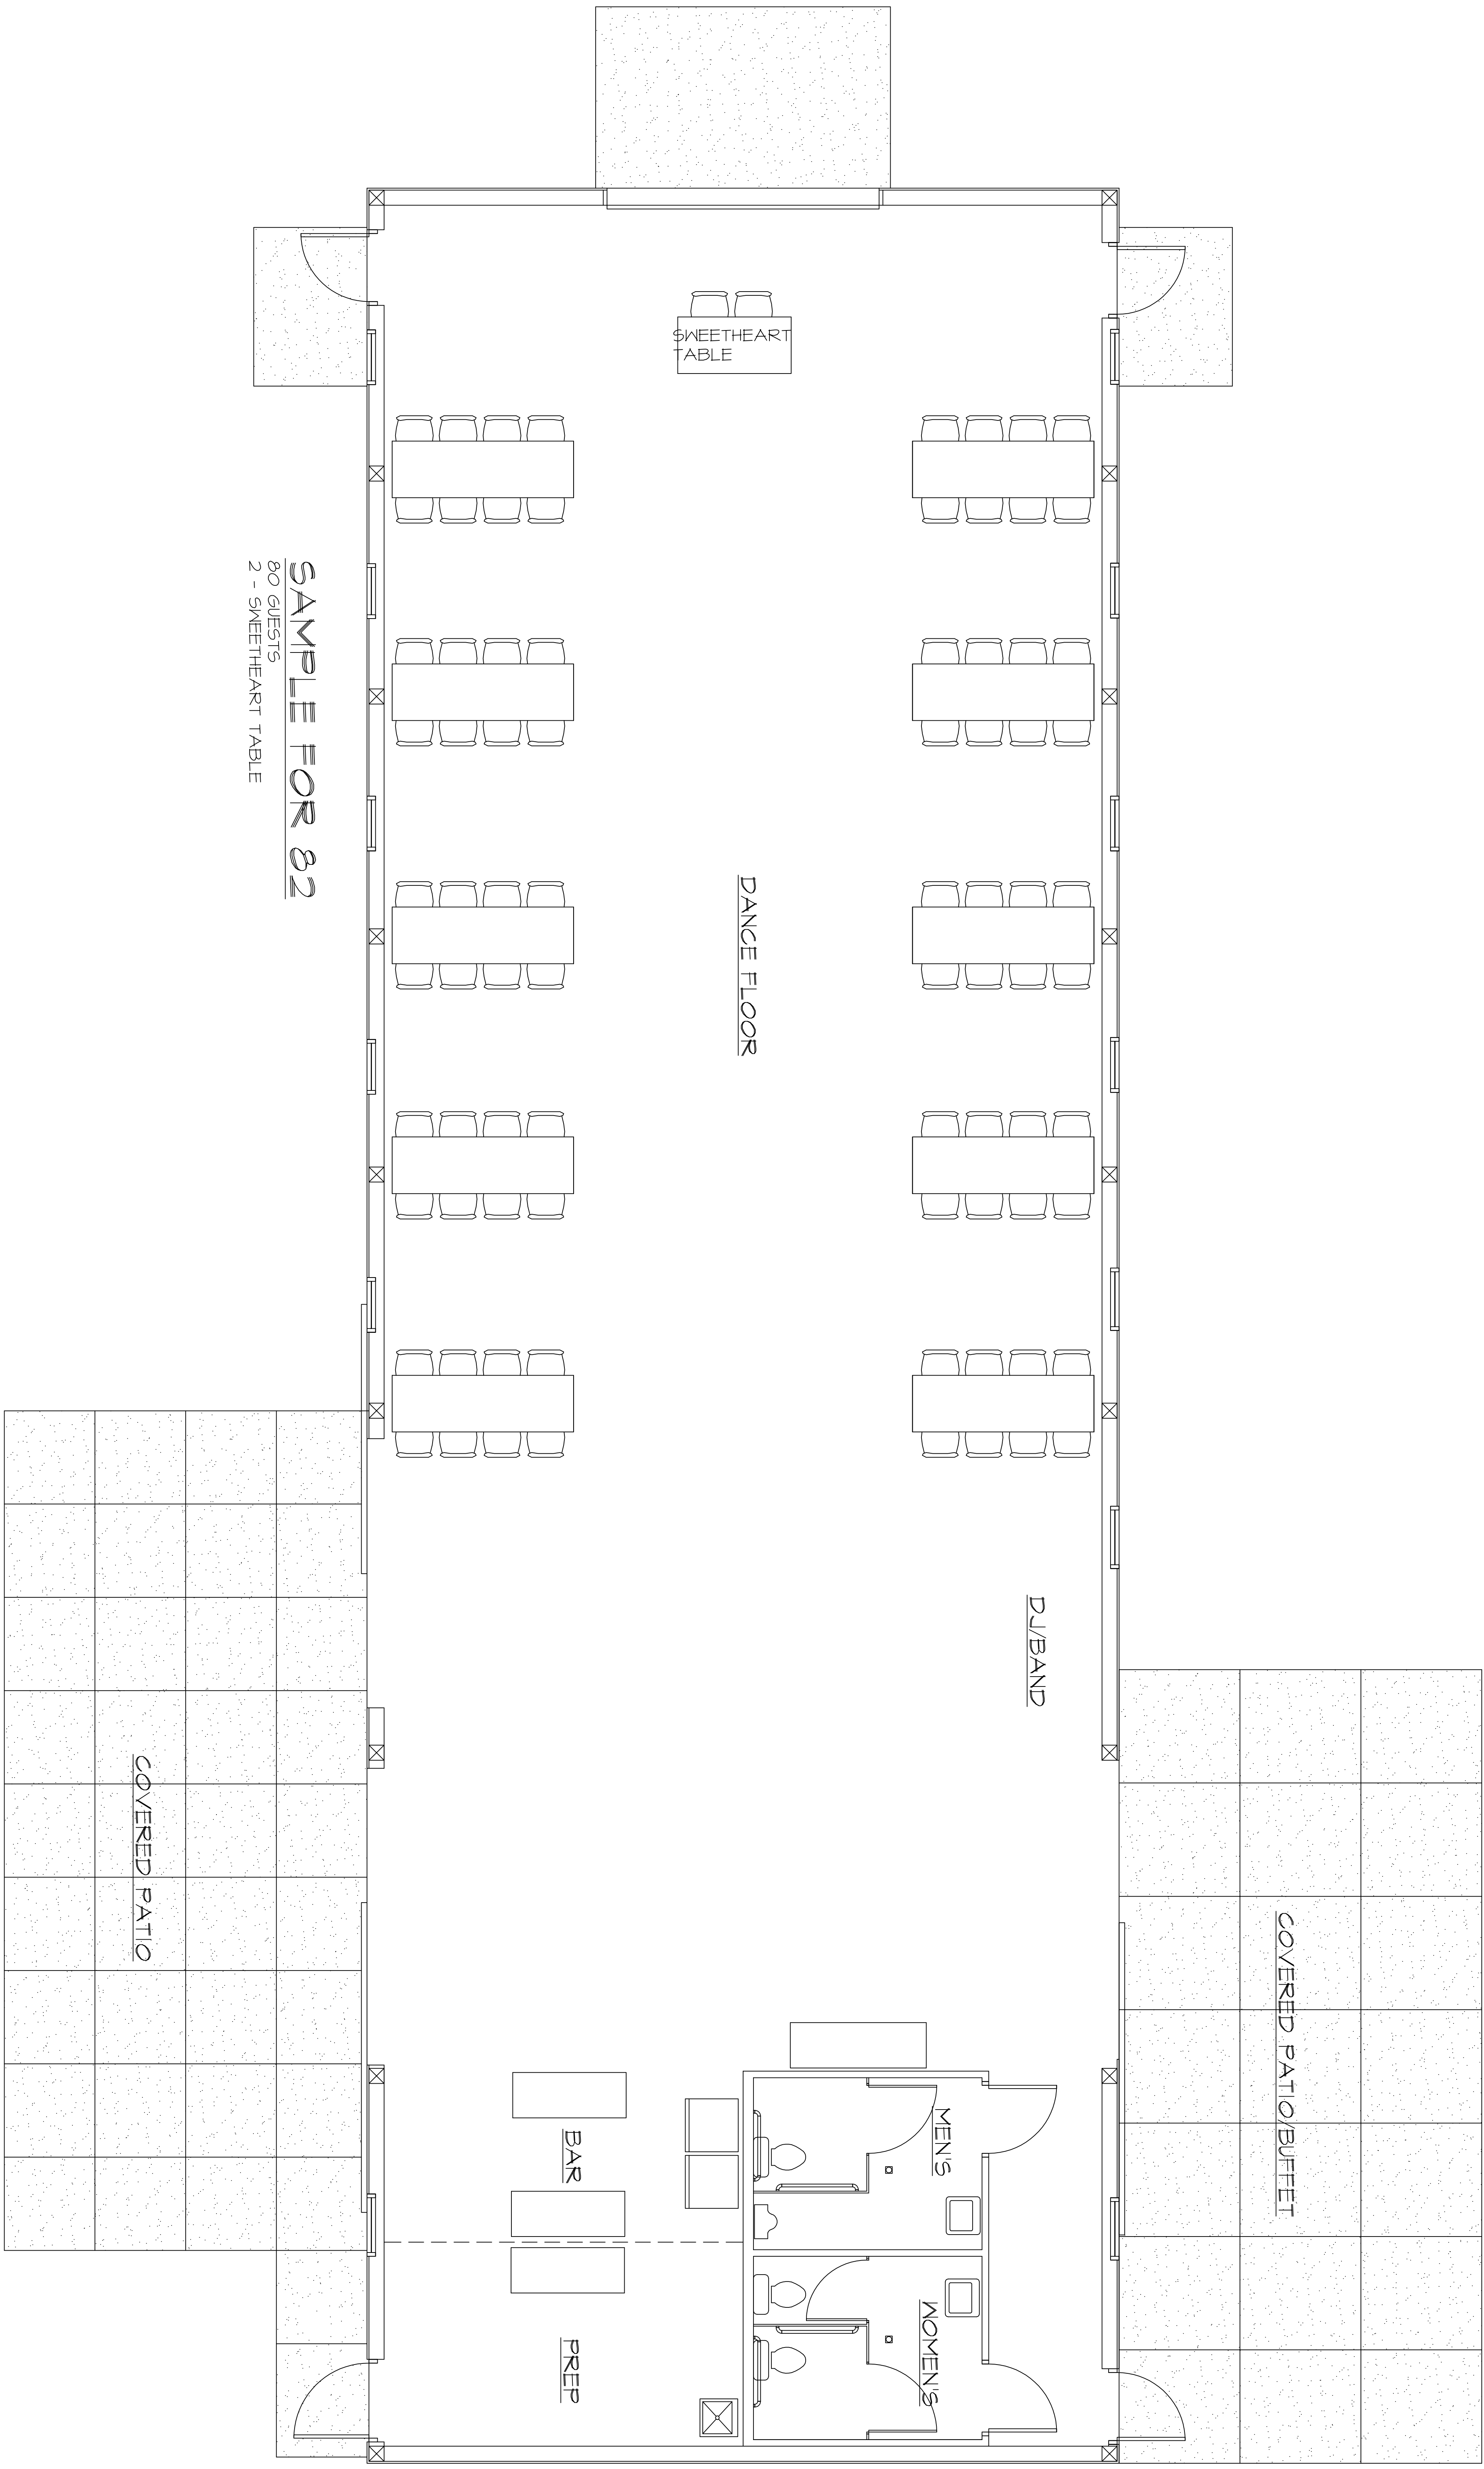 SWEETHEART
TABLE
SAMPLE FOR 82
80 GUESTS
2 - SWEETHEART TABLE
DANCE FLOOR
DJ/BAND
COVERED PATIO
COVERED PATIO/BUFFET
BAR
MEN'S
WOMEN'S
PREP